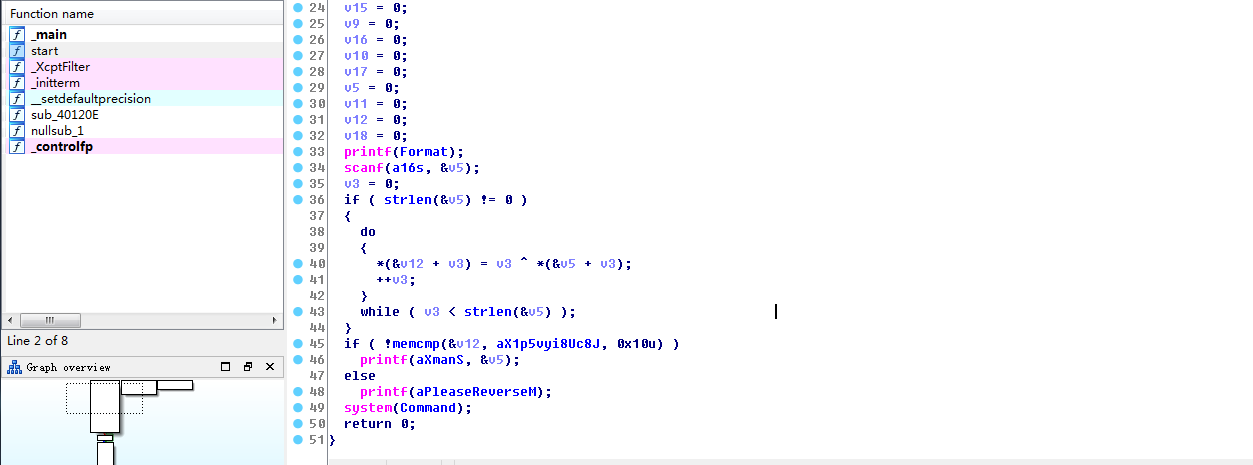 Function name
_main
start
_XcptFilter
_initterm
__setdefaultprecision
sub_40120E
nullsub_1
_controlfp
Line 2 of 8
Graph overview
24 v15 = 0;
25 v9 = 0;
26 v16 = 0;
27 v10 = 0;
28 v17 = 0;
29 v5 = 0;
30 v11 = 0;
31 v12 = 0;
32 v18 = 0;
33 printf(Format);
34 scanf(a16s, &v5);
35 v3 = 0;
36 if ( strlen(&v5) != 0 )
37 {
38 do
39 {
40 *(&v12 + v3) = v3 ^ *(&v5 + v3);
41 ++v3;
42 }
43 while ( v3 < strlen(&v5) );
44 }
45 if ( !memcmp(&v12, aX1p5vyi8Uc8J, 0x10u) )
46 printf(aXmanS, &v5);
47 else
48 printf(aPleaseReverseM);
49 system(Command);
50 return 0;
51 }